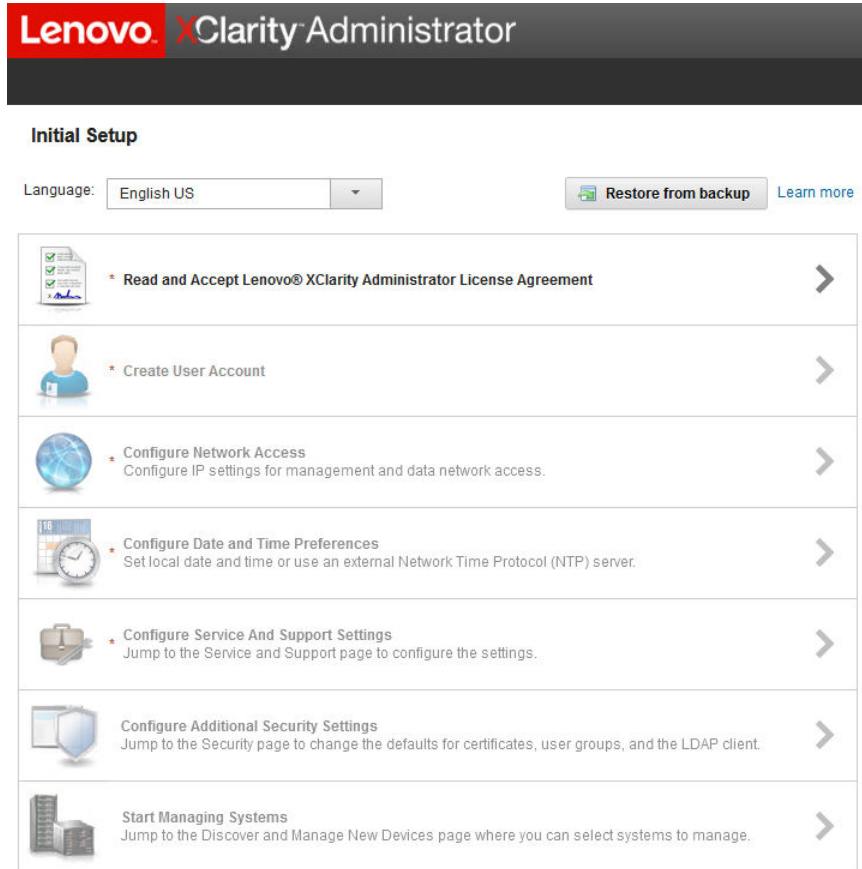 Lenovo. XClarity™ Administrator
Initial Setup
Language: English US Restore from backup Learn more
* Read and Accept Lenovo® XClarity Administrator License Agreement
* Create User Account
* Configure Network Access
Configure IP settings for management and data network access.
16
* Configure Date and Time Preferences
Set local date and time or use an external Network Time Protocol (NTP) server.
* Configure Service And Support Settings
Jump to the Service and Support page to configure the settings.
Configure Additional Security Settings
Jump to the Security page to change the defaults for certificates, user groups, and the LDAP client.
Start Managing Systems
Jump to the Discover and Manage New Devices page where you can select systems to manage.